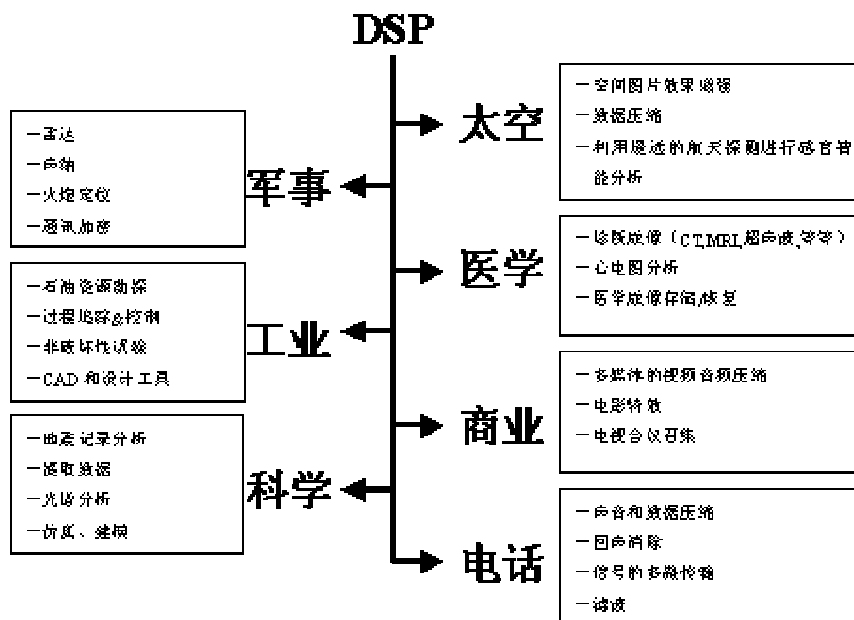 DSP
太空
—空间图片效果增强
—数据压缩
—利用遥远的航天探测进行感官智
能分析
军事
—雷达
—声纳
—火炮定位
—通讯加密
医学
—诊断成像(CT,MRI,超声波,等等)
—心电图分析
—医学成像存储/恢复
工业
—石油资源勘探
—过程追踪&控制
—非破坏性试验
—CAD 和设计工具
商业
—多媒体的视频音频压缩
—电影特效
—电视会议召集
科学
—地震记录分析
—提取数据
—光谱分析
—仿真、建模
电话
—声音和数据压缩
—回声消除
—信号的多微传输
—滤波